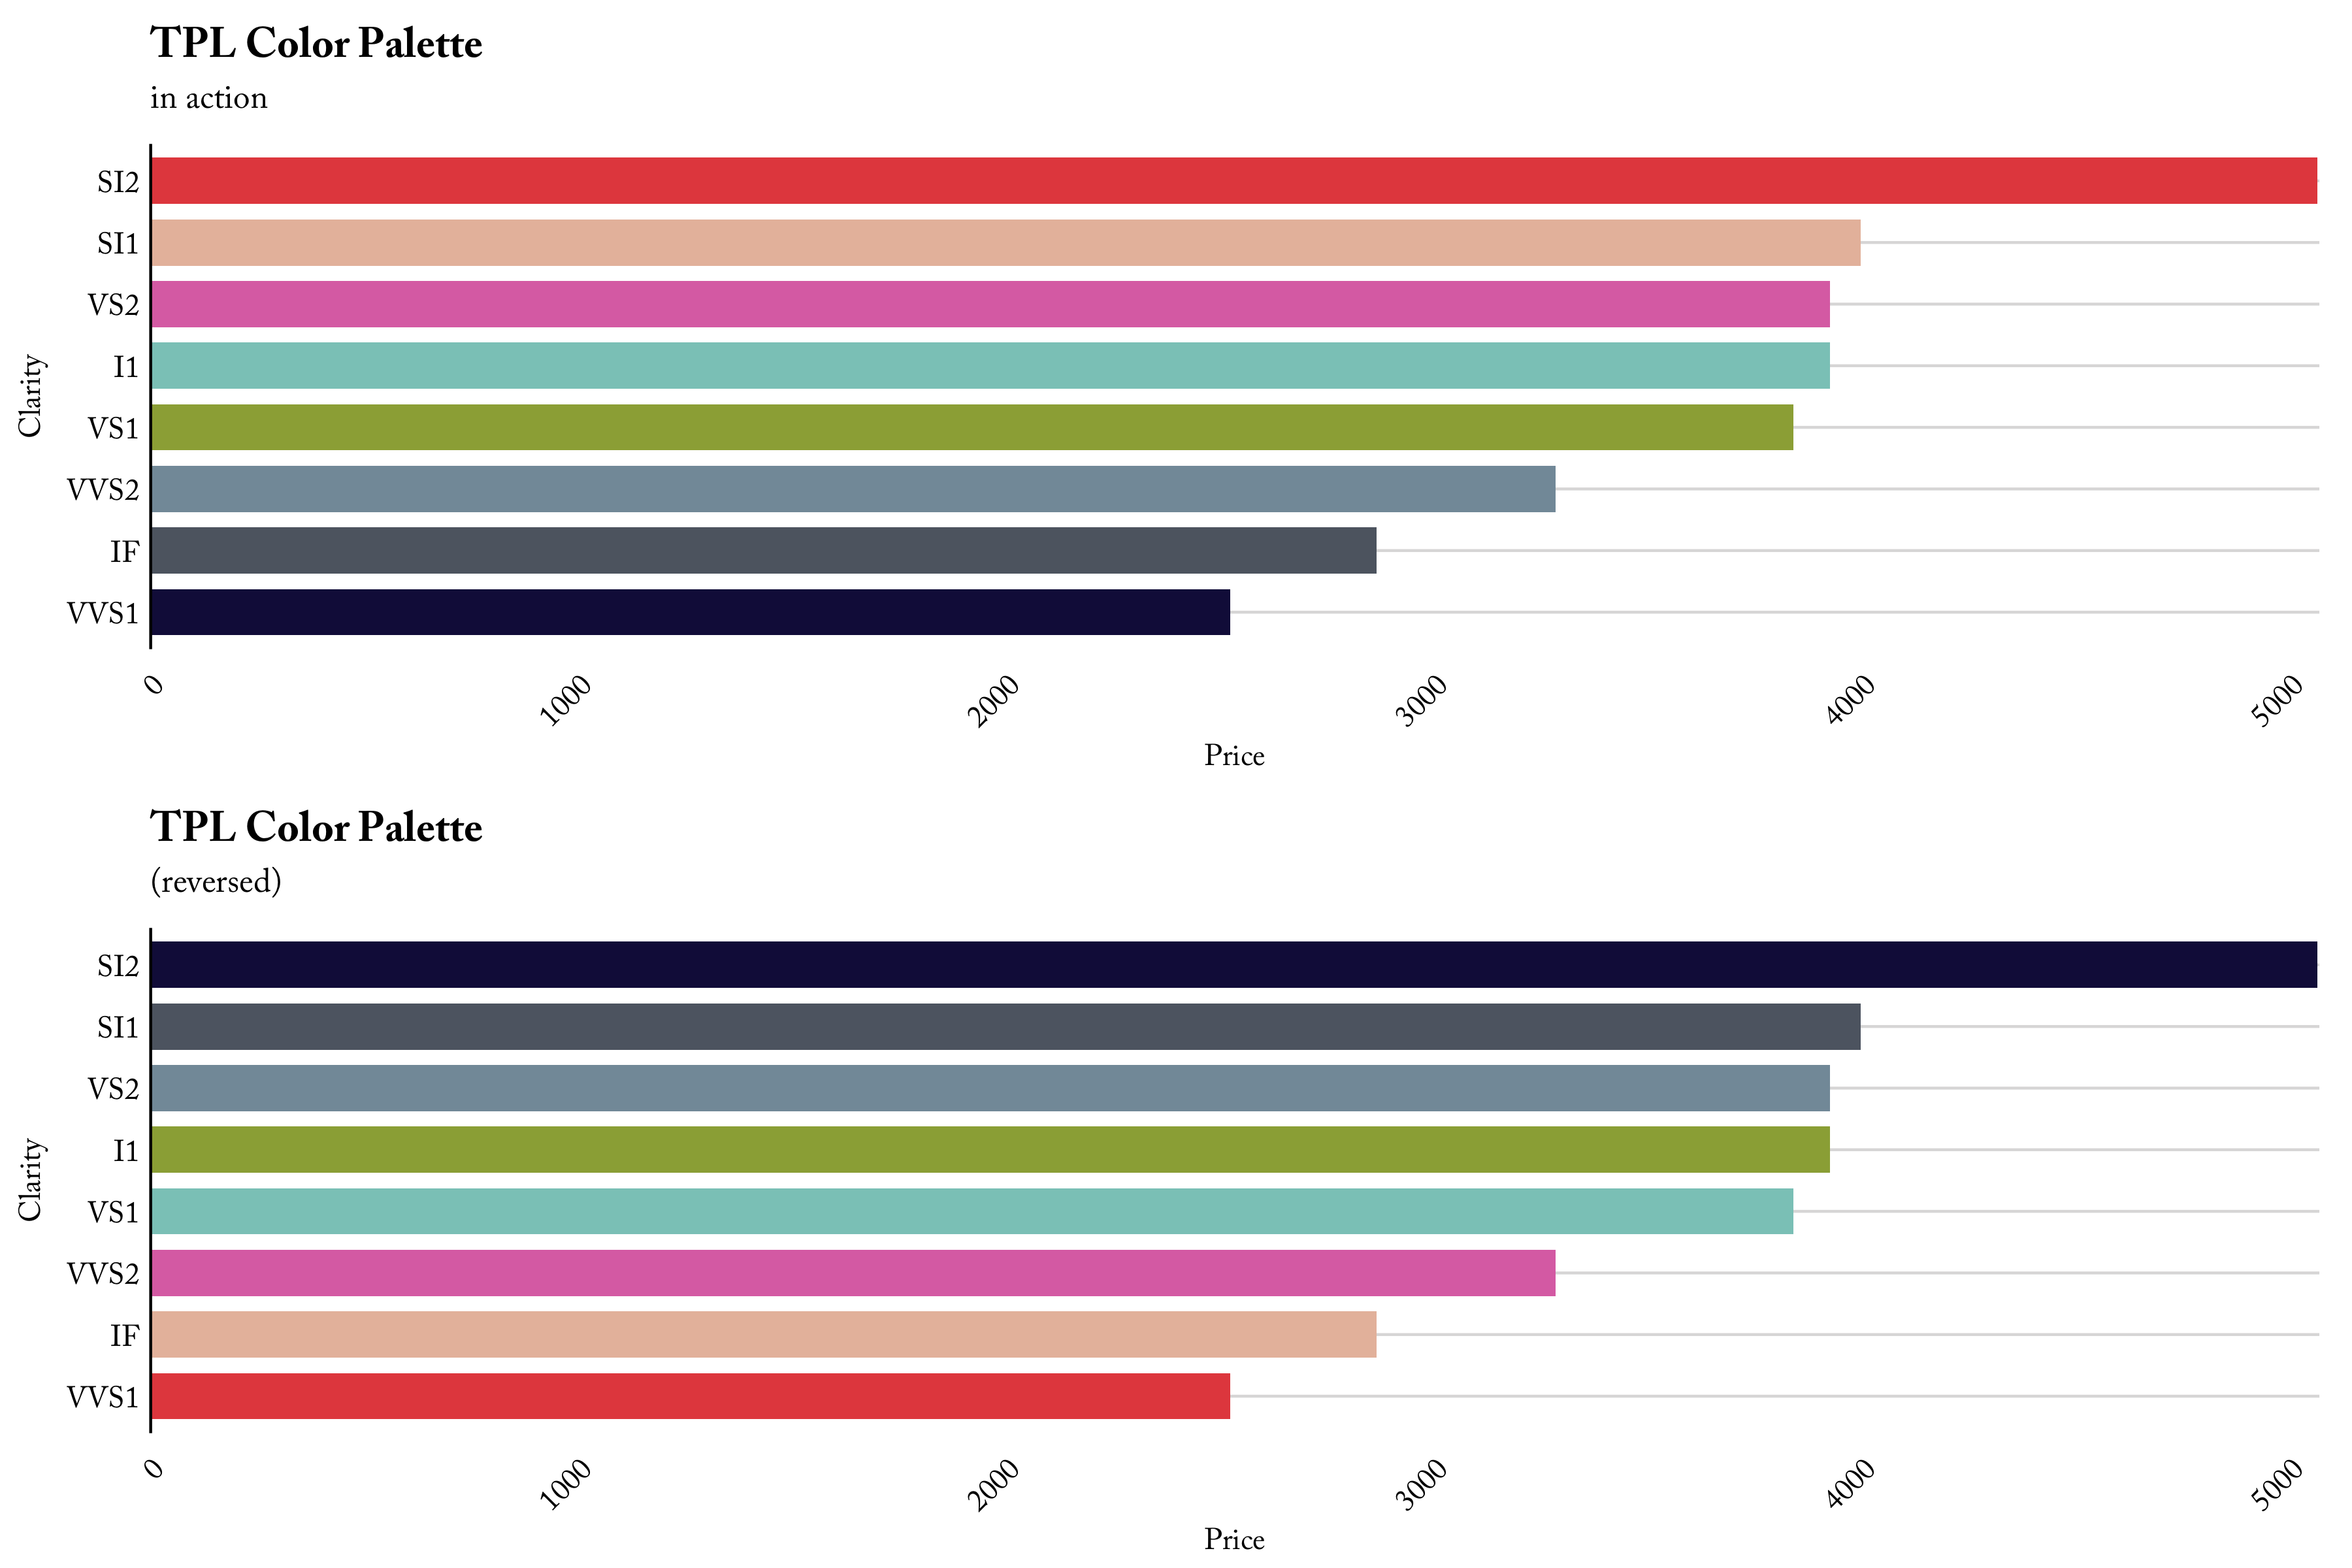 TPL Color Palette
in action
Clarity
SI2
SI1
VS2
I1
VS1
VVS2
IF
VVS1
0 1000 2000 3000 4000 5000
Price
TPL Color Palette
(reversed)
Clarity
SI2
SI1
VS2
I1
VS1
VVS2
IF
VVS1
0 1000 2000 3000 4000 5000
Price